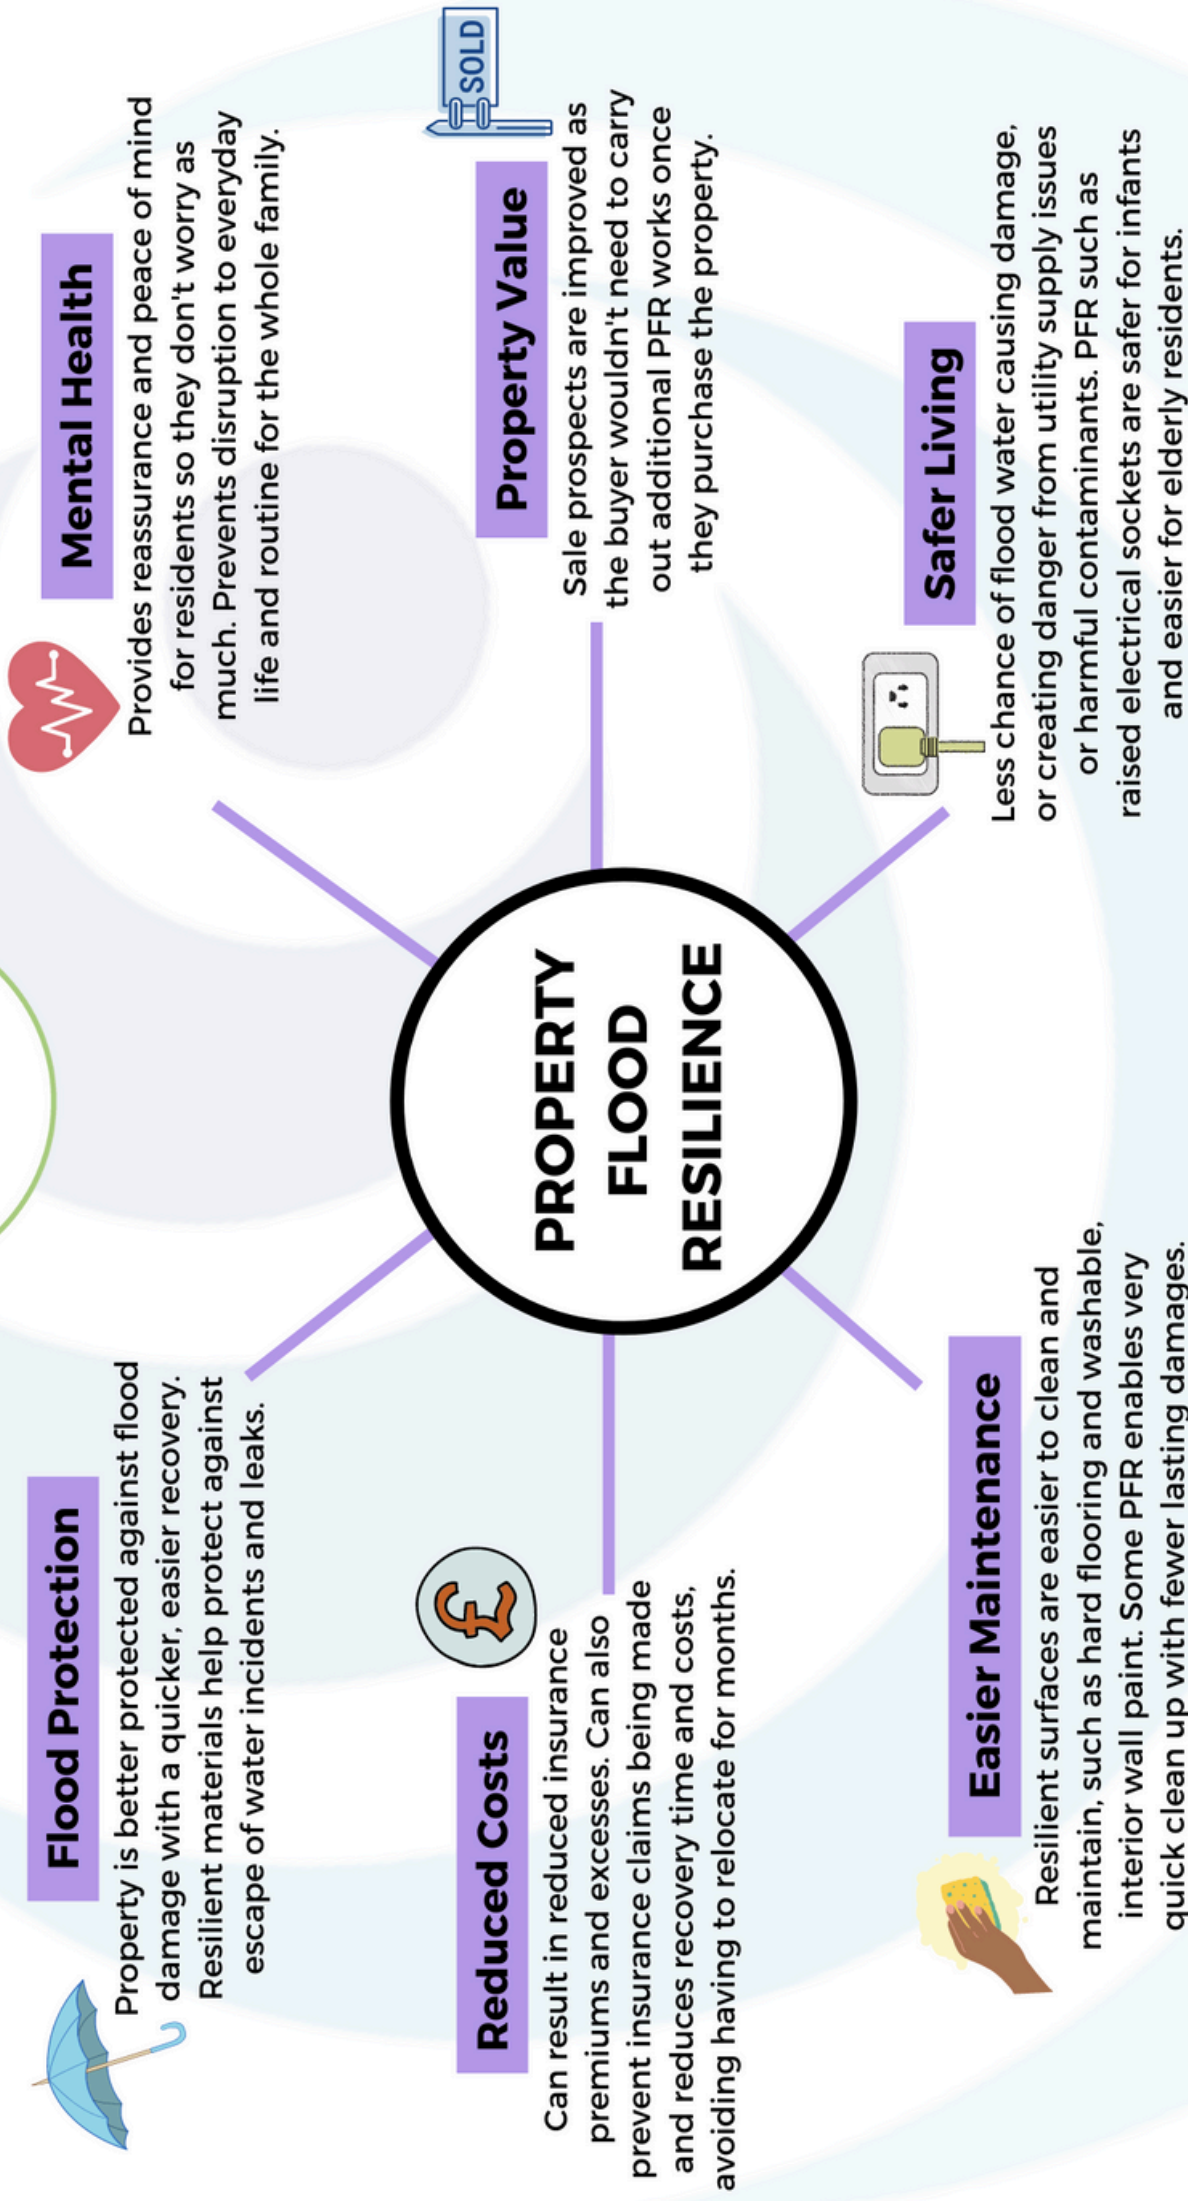 Flood Protection
Property is better protected against flood
damage with a quicker, easier recovery.
Resilient materials help protect against
escape of water incidents and leaks.
Mental Health
Provides reassurance and peace of mind
for residents so they don't worry as
much. Prevents disruption to everyday
life and routine for the whole family.
Reduced Costs
£
Can result in reduced insurance
premiums and excesses. Can also
prevent insurance claims being made
and reduces recovery time and costs,
avoiding having to relocate for months.
PROPERTY
FLOOD
RESILIENCE
Property Value
SOLD
Sale prospects are improved as
the buyer wouldn't need to carry
out additional PFR works once
they purchase the property.
Easier Maintenance
Resilient surfaces are easier to clean and
maintain, such as hard flooring and washable,
interior wall paint. Some PFR enables very
quick clean up with fewer lasting damages.
Safer Living
Less chance of flood water causing damage,
or creating danger from utility supply issues
or harmful contaminants. PFR such as
raised electrical sockets are safer for infants
and easier for elderly residents.